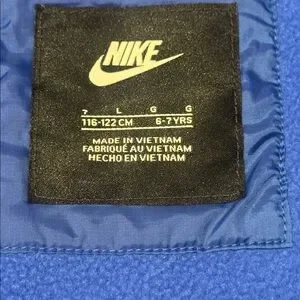 NIKE
7 L G G
116-122 CM 6-7 YRS
MADE IN VIETNAM
FABRIQUÉ AU VIETNAM
HECHO EN VIETNAM